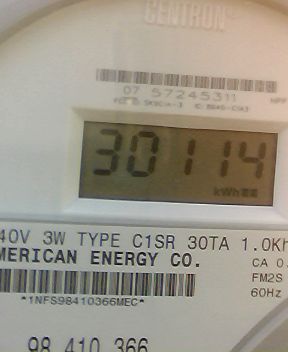 CENTRON
07 57245311
30114
kWh
40V 3W TYPE C1SR 30TA 1.0Kh
MERICAN ENERGY CO.
CA 0.
FM2S
60Hz
*1NFS98410366MEC*
98 410 366